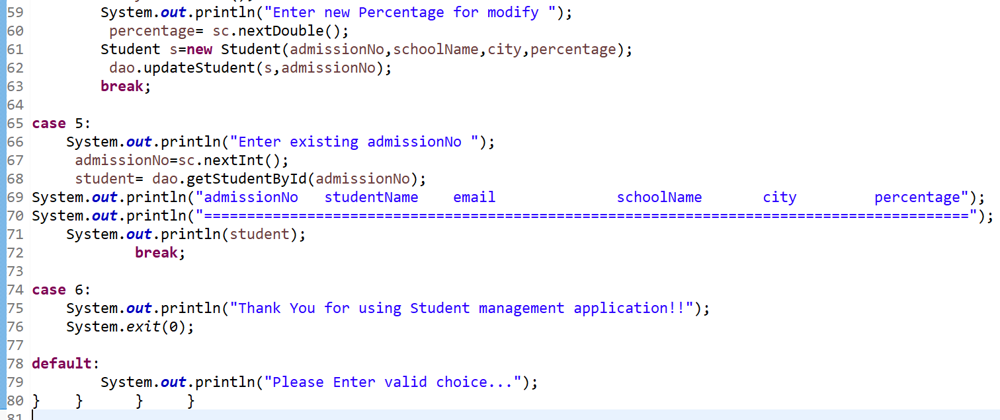 59 System.out.println("Enter new Percentage for modify ");
60 percentage= sc.nextDouble();
61 Student s=new Student(admissionNo,schoolName,city,percentage);
62 dao.updateStudent(s,admissionNo);
63 break;
64
65 case 5:
66 System.out.println("Enter existing admissionNo ");
67 admissionNo=sc.nextInt();
68 student= dao.getStudentById(admissionNo);
69 System.out.println("admissionNo   studentName    email              schoolName       city         percentage");
70 System.out.println("=========================================================================================");
71 System.out.println(student);
72 break;
73
74 case 6:
75 System.out.println("Thank You for using Student management application!!");
76 System.exit(0);
77
78 default:
79 System.out.println("Please Enter valid choice...");
80 }    }      }     }
81